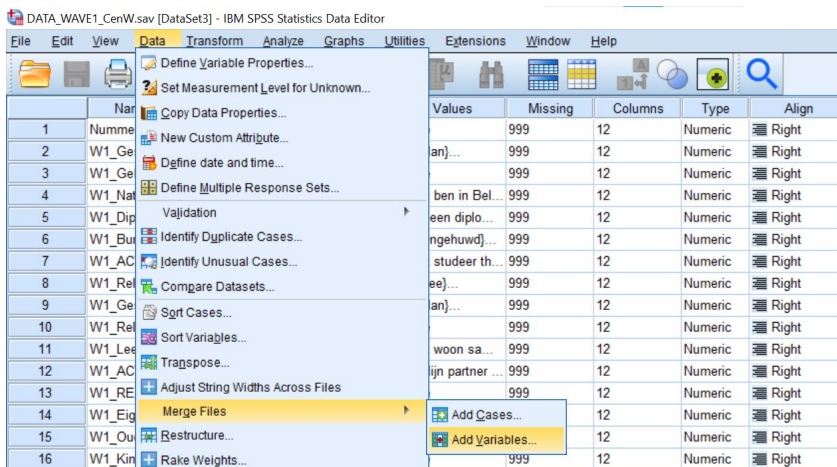 DATA_WAVE1_CenW.sav [DataSet3] - IBM SPSS Statistics Data Editor
File Edit View Data Transform Analyze Graphs Utilities Extensions Window Help
Define Variable Properties...
Set Measurement Level for Unknown...
Copy Data Properties...
New Custom Attribute...
Define date and time...
Define Multiple Response Sets...
Validation
Identify Duplicate Cases...
Identify Unusual Cases...
Compare Datasets...
Sort Cases...
Sort Variables...
Transpose...
Adjust String Widths Across Files
Merge Files
Restructure...
Rake Weights...
Add Cases...
Add Variables...
Values Missing Columns Type Align
1 Numme 999 12 Numeric Right
2 W1_Ge lan}... 999 12 Numeric Right
3 W1_Gel 999 12 Numeric Right
4 W1_Nat ben in Bel... 999 12 Numeric Right
5 W1_Dip een diplo... 999 12 Numeric Right
6 W1_Bur ngehuwd}... 999 12 Numeric Right
7 W1_AC studeer th... 999 12 Numeric Right
8 W1_Rel ee}... 999 12 Numeric Right
9 W1_Ge lan}... 999 12 Numeric Right
10 W1_Rel 999 12 Numeric Right
11 W1_Lee woon sa... 999 12 Numeric Right
12 W1_AC ijn partner ... 999 12 Numeric Right
13 W1_RE 999 12 Numeric Right
14 W1_Eig 12 Numeric Right
15 W1_Ou 12 Numeric Right
16 W1_Kin 999 12 Numeric Right